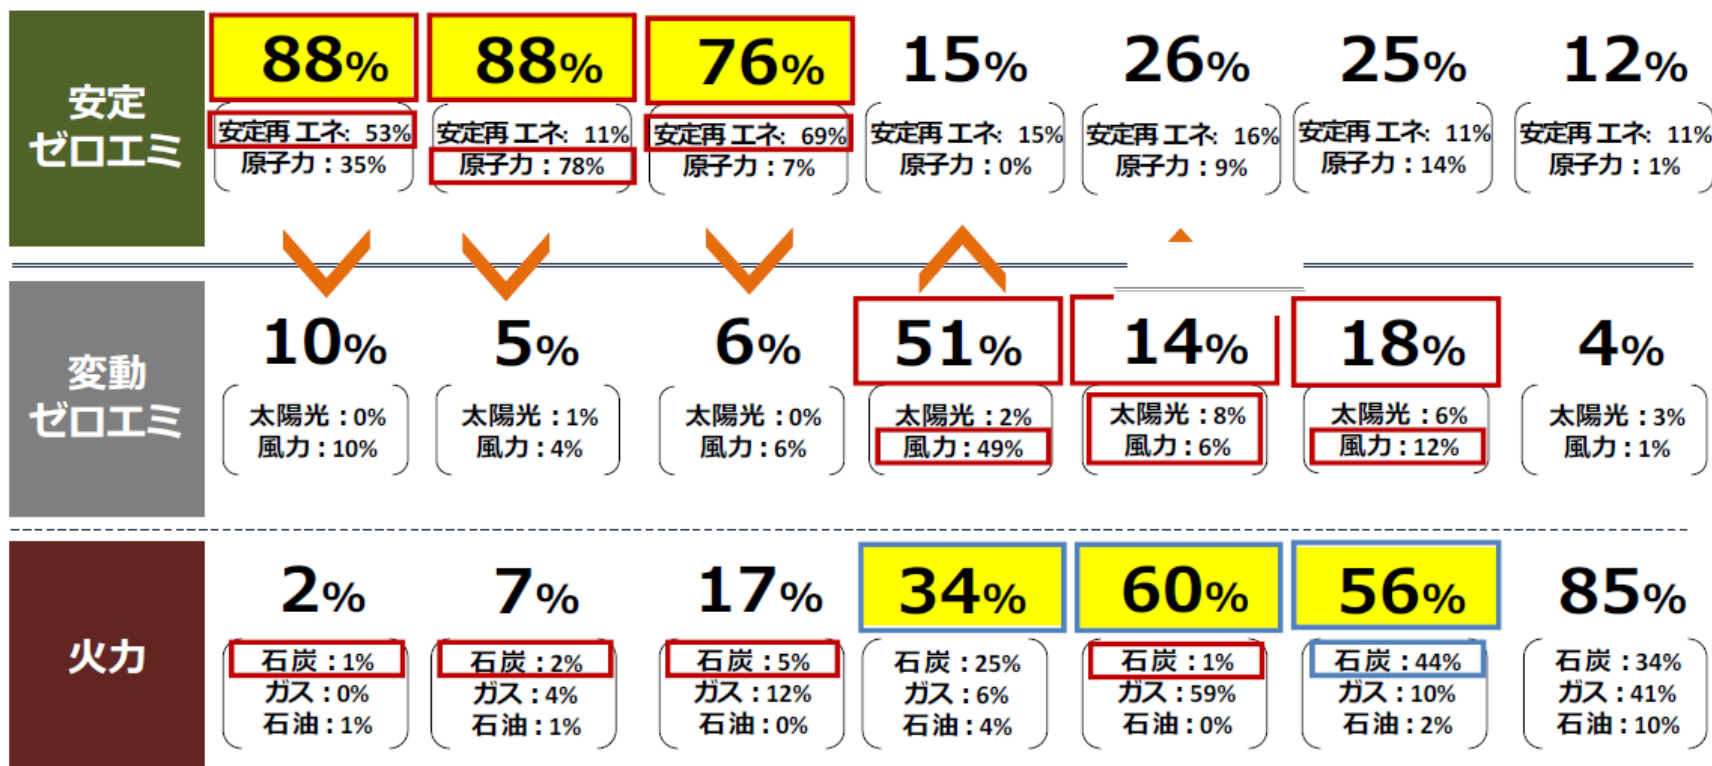 安定
ゼロエミ
88% 88% 76% 15% 26% 25% 12%
安定再エネ: 53% 安定再エネ: 11% 安定再エネ: 69% 安定再エネ: 15% 安定再エネ: 16% 安定再エネ: 11% 安定再エネ: 11%
原子力:35% 原子力:78% 原子力:7% 原子力:0% 原子力:9% 原子力:14% 原子力:1%
変動
ゼロエミ
10% 5% 6% 51% 14% 18% 4%
太陽光:0% 太陽光:1% 太陽光:0% 太陽光:2% 太陽光:8% 太陽光:6% 太陽光:3%
風力:10% 風力:4% 風力:6% 風力:49% 風力:6% 風力:12% 風力:1%
火力
2% 7% 17% 34% 60% 56% 85%
石炭:1% 石炭:2% 石炭:5% 石炭:25% 石炭:1% 石炭:44% 石炭:34%
ガス:0% ガス:4% ガス:12% ガス:6% ガス:59% ガス:10% ガス:41%
石油:1% 石油:1% 石油:0% 石油:4% 石油:0% 石油:2% 石油:10%